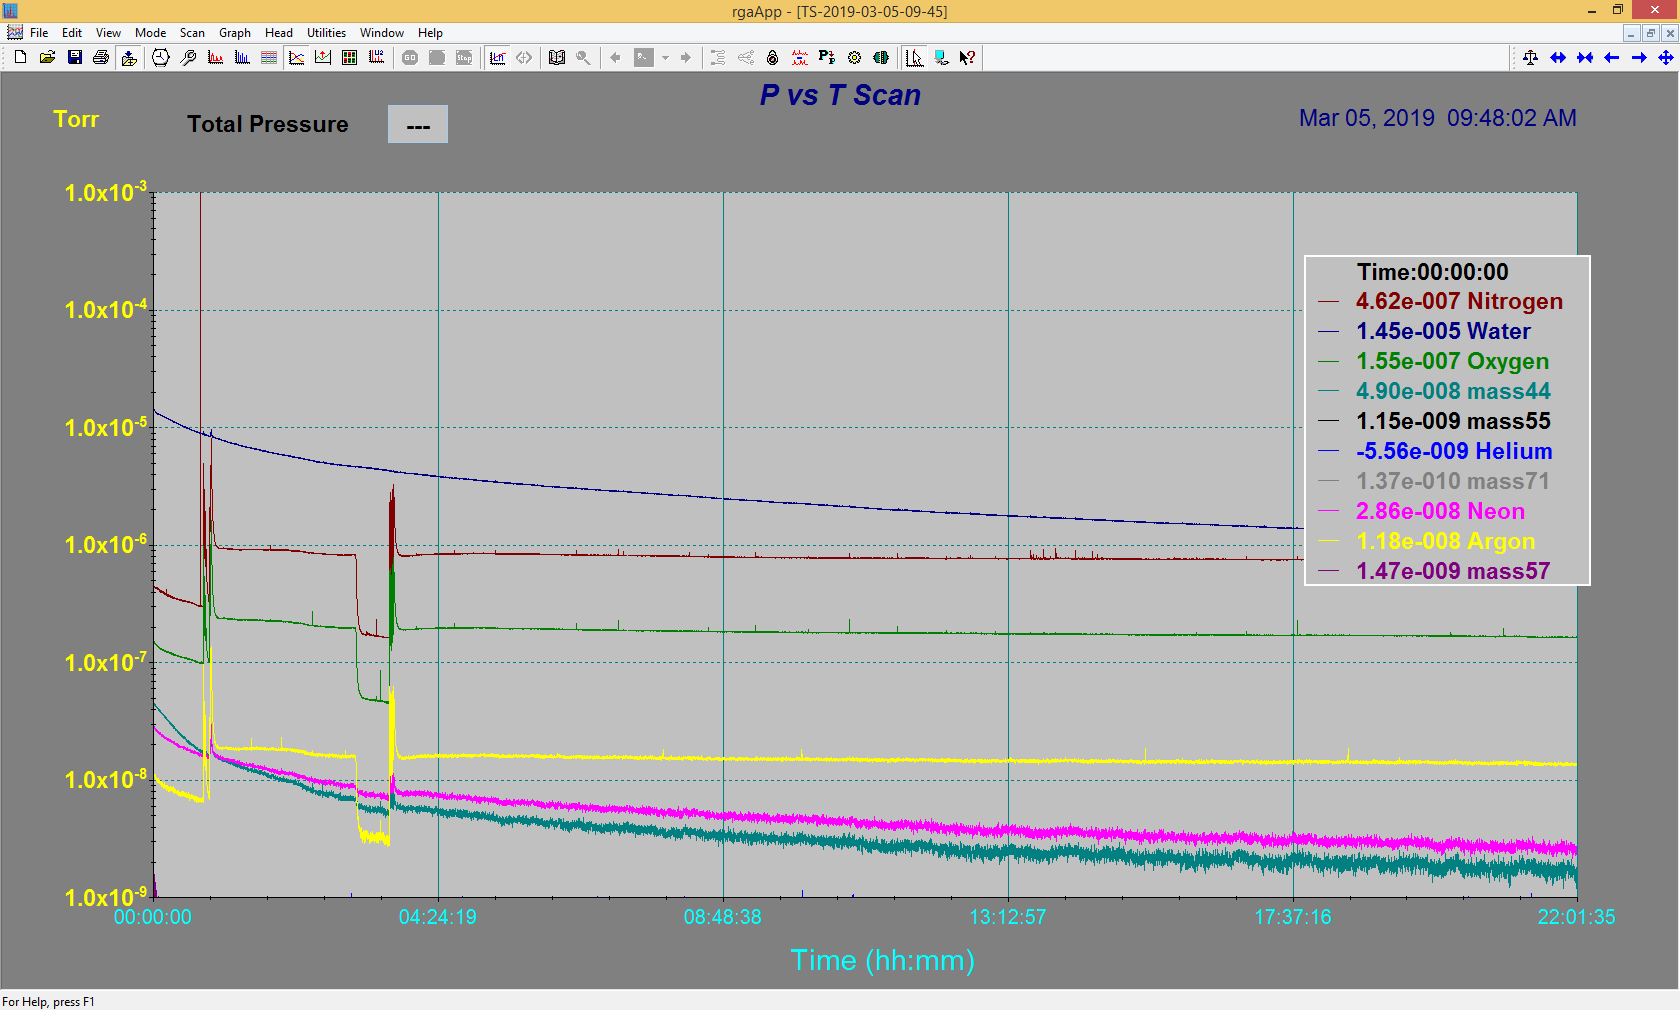 rgaApp - [TS-2019-03-05-09-45]
File Edit View Mode Scan Graph Head Utilities Window Help
GO Stop
P vs T Scan
Torr
Total Pressure ---
Mar 05, 2019 09:48:02 AM
1.0x10-3
1.0x10-4
1.0x10-5
1.0x10-6
1.0x10-7
1.0x10-8
1.0x10-9
Time:00:00:00
4.62e-007 Nitrogen
1.45e-005 Water
1.55e-007 Oxygen
4.90e-008 mass44
1.15e-009 mass55
-5.56e-009 Helium
1.37e-010 mass71
2.86e-008 Neon
1.18e-008 Argon
1.47e-009 mass57
00:00:00 04:24:19 08:48:38 13:12:57 17:37:16 22:01:35
Time (hh:mm)
For Help, press F1